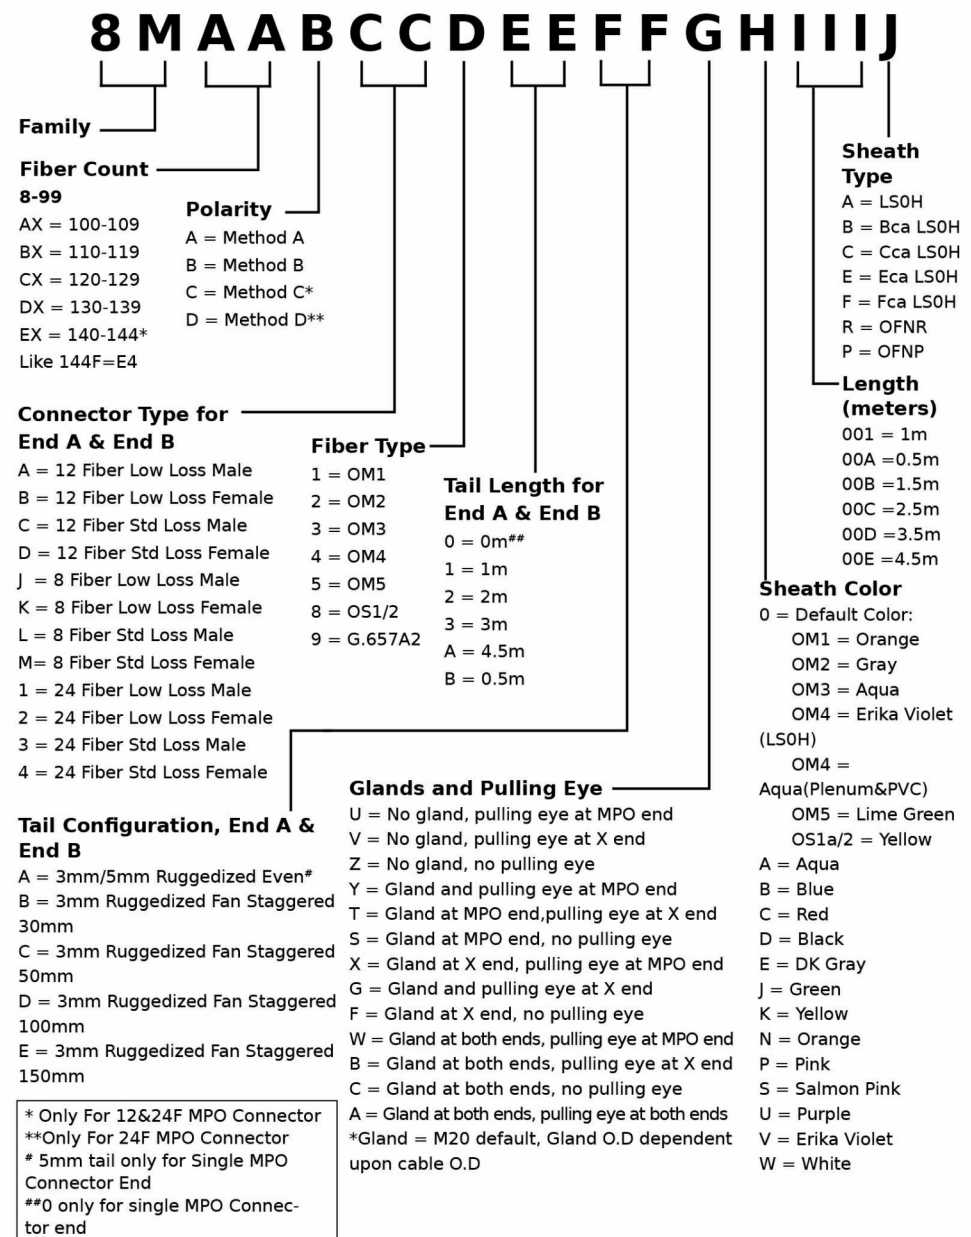 8 M A A B C C D E E F F G H I I I J
Family
Fiber Count
8-99
AX = 100-109
BX = 110-119
CX = 120-129
DX = 130-139
EX = 140-144*
Like 144F=E4
Polarity
A = Method A
B = Method B
C = Method C*
D = Method D**
Sheath
Type
A = LS0H
B = Bca LS0H
C = Cca LS0H
E = Eca LS0H
F = Fca LS0H
R = OFNR
P = OFNP
Length
(meters)
001 = 1m
00A =0.5m
00B =1.5m
00C =2.5m
00D =3.5m
00E =4.5m
Connector Type for
End A & End B
A = 12 Fiber Low Loss Male
B = 12 Fiber Low Loss Female
C = 12 Fiber Std Loss Male
D = 12 Fiber Std Loss Female
J = 8 Fiber Low Loss Male
K = 8 Fiber Low Loss Female
L = 8 Fiber Std Loss Male
M= 8 Fiber Std Loss Female
1 = 24 Fiber Low Loss Male
2 = 24 Fiber Low Loss Female
3 = 24 Fiber Std Loss Male
4 = 24 Fiber Std Loss Female
Fiber Type
1 = OM1
2 = OM2
3 = OM3
4 = OM4
5 = OM5
8 = OS1/2
9 = G.657A2
Tail Length for
End A & End B
0 = 0m##
1 = 1m
2 = 2m
3 = 3m
A = 4.5m
B = 0.5m
Sheath Color
0 = Default Color:
OM1 = Orange
OM2 = Gray
OM3 = Aqua
OM4 = Erika Violet
(LS0H)
OM4 =
Aqua(Plenum&PVC)
OM5 = Lime Green
OS1a/2 = Yellow
A = Aqua
B = Blue
C = Red
D = Black
E = DK Gray
J = Green
K = Yellow
N = Orange
P = Pink
S = Salmon Pink
U = Purple
V = Erika Violet
W = White
Tail Configuration, End A &
End B
A = 3mm/5mm Ruggedized Even#
B = 3mm Ruggedized Fan Staggered
30mm
C = 3mm Ruggedized Fan Staggered
50mm
D = 3mm Ruggedized Fan Staggered
100mm
E = 3mm Ruggedized Fan Staggered
150mm
Glands and Pulling Eye
U = No gland, pulling eye at MPO end
V = No gland, pulling eye at X end
Z = No gland, no pulling eye
Y = Gland and pulling eye at MPO end
T = Gland at MPO end,pulling eye at X end
S = Gland at MPO end, no pulling eye
X = Gland at X end, pulling eye at MPO end
G = Gland and pulling eye at X end
F = Gland at X end, no pulling eye
W = Gland at both ends, pulling eye at MPO end
B = Gland at both ends, pulling eye at X end
C = Gland at both ends, no pulling eye
A = Gland at both ends, pulling eye at both ends
*Gland = M20 default, Gland O.D dependent
upon cable O.D
* Only For 12&24F MPO Connector
**Only For 24F MPO Connector
# 5mm tail only for Single MPO
Connector End
##0 only for single MPO Connec-
tor end